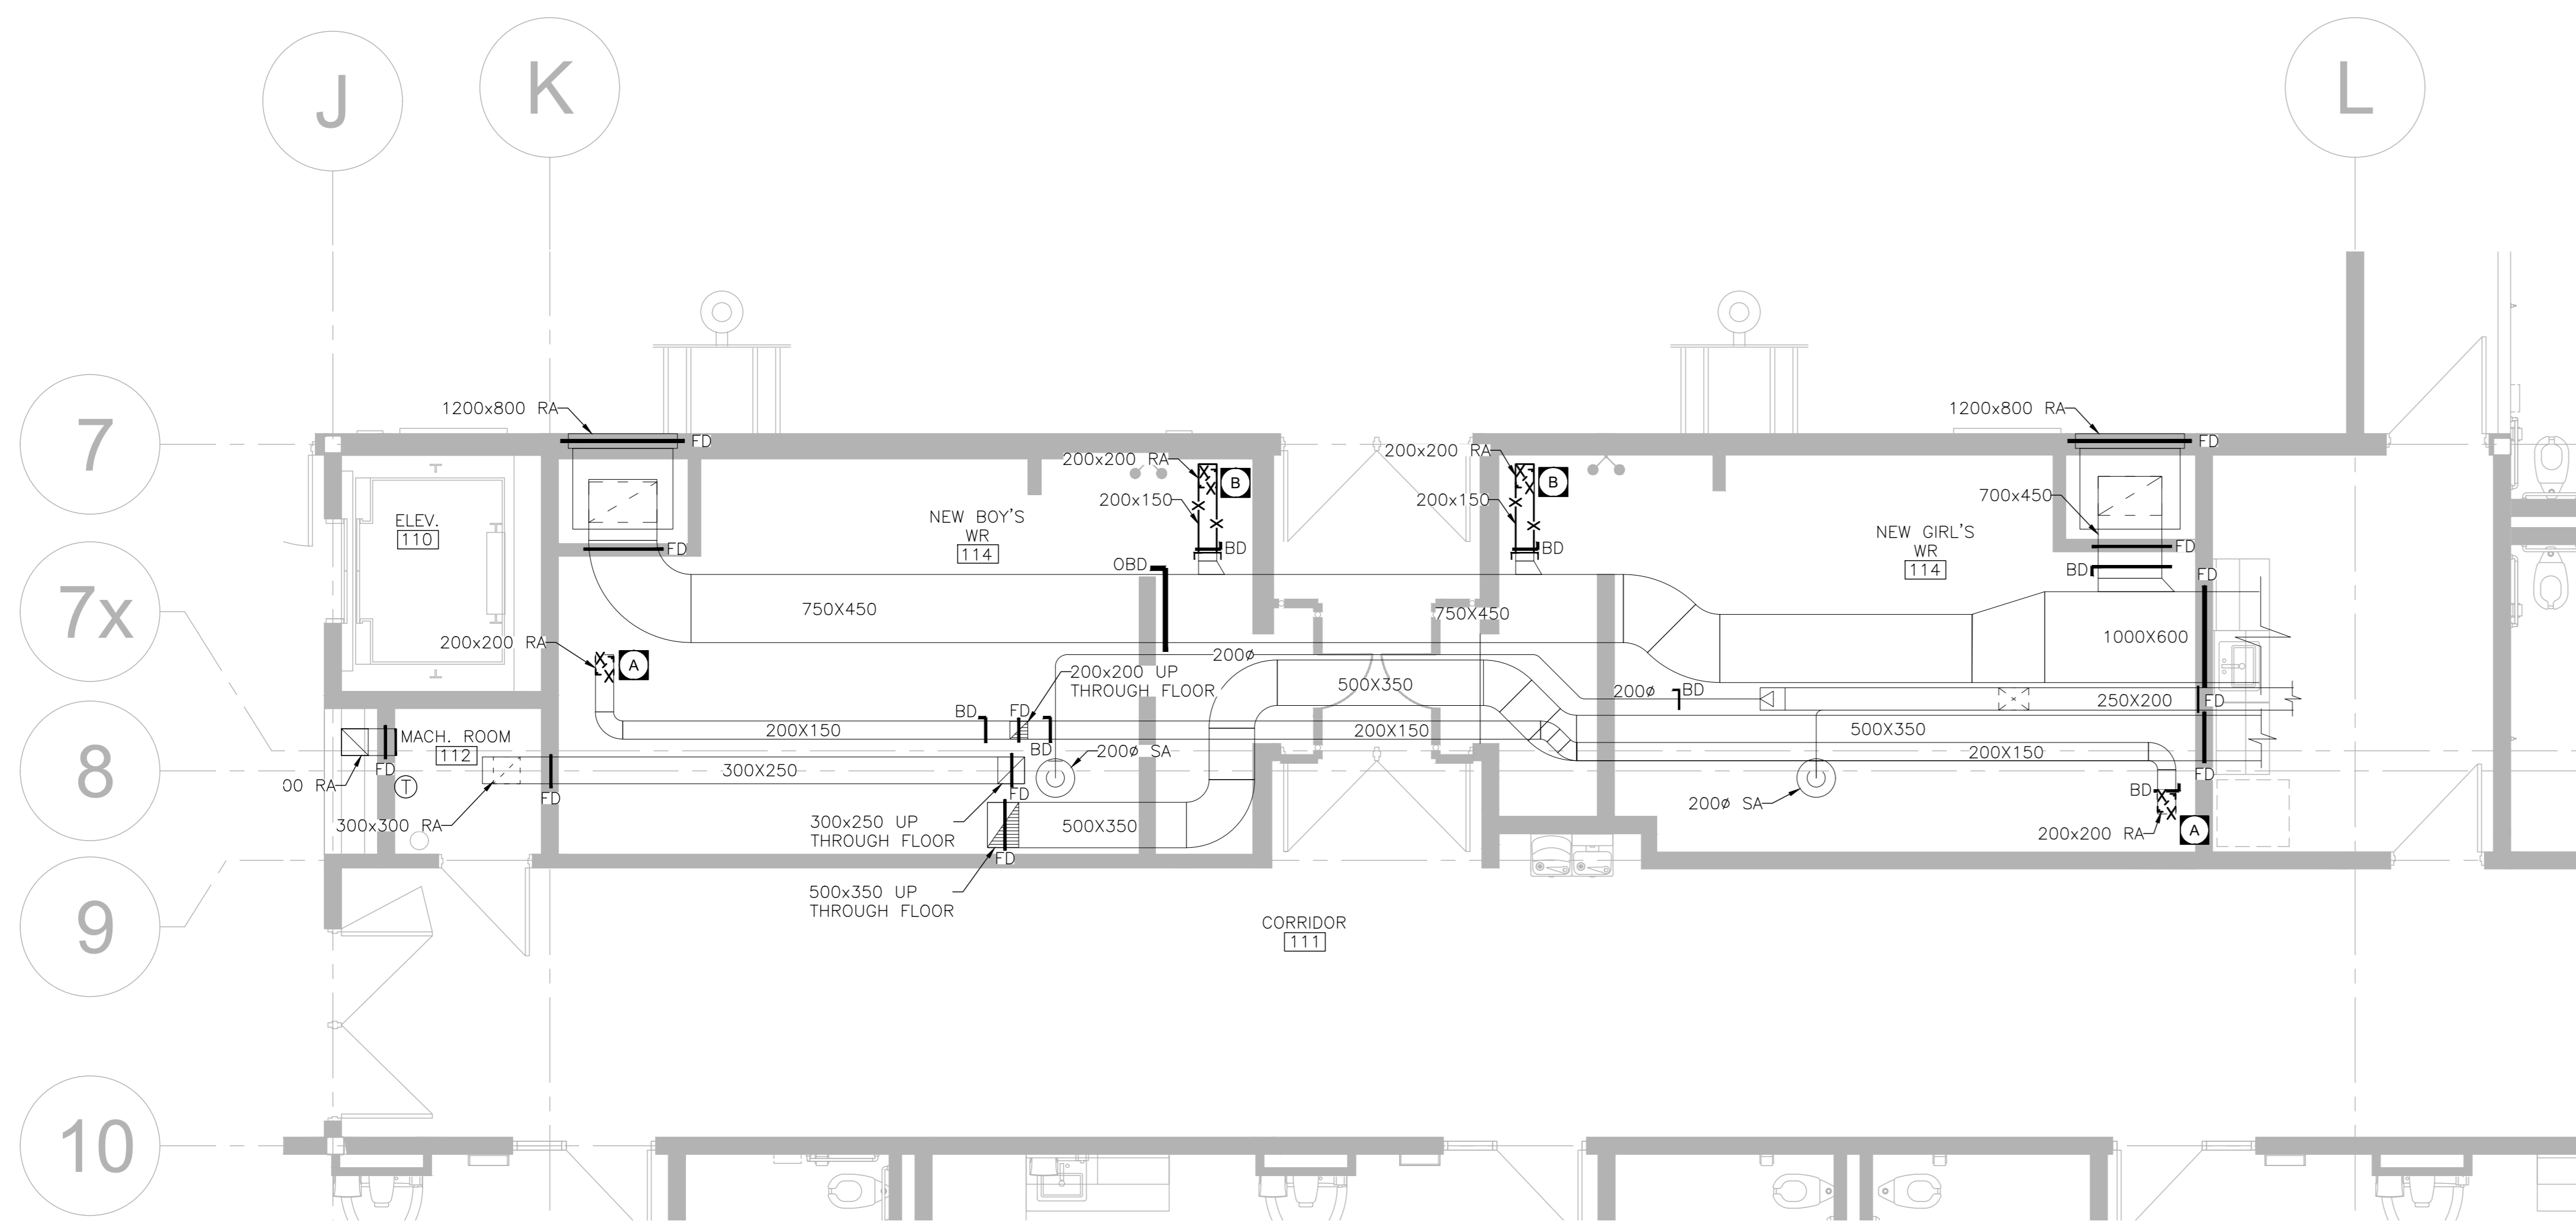 J
K
L
7
7x
8
9
10
1200x800 RA
FD
1200x800 RA
FD
200x200 RA
B
200x150
BD
200x200 RA
B
200x150
BD
ELEV.
110
NEW BOY'S
WR
114
NEW GIRL'S
WR
114
700x450
FD
FD
BD
FD
OBD
750X450
750X450
1000X600
200x200 RA
A
200ø
200x200 UP
THROUGH FLOOR
500X350
200ø
BD
250X200
FD
BD
FD
200X150
BD
200X150
500X350
200X150
MACH. ROOM
112
FD
T
00 RA
300x300 RA
FD
300X250
FD
200ø SA
200ø SA
FD
BD
200x200 RA
A
300x250 UP
THROUGH FLOOR
500X350
FD
500x350 UP
THROUGH FLOOR
CORRIDOR
111